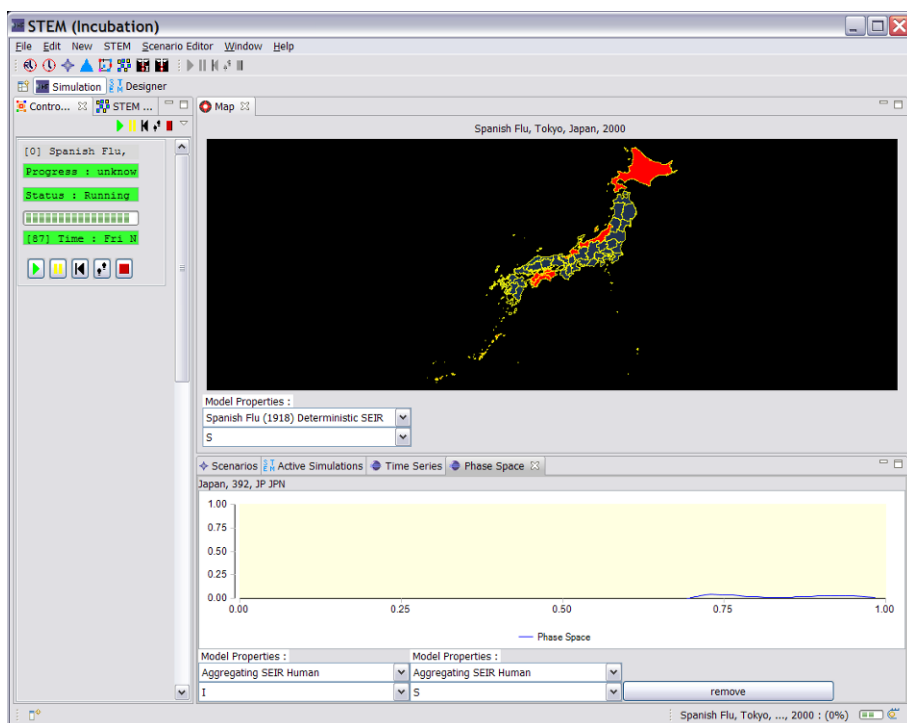 STEM (Incubation)
File Edit New STEM Scenario Editor Window Help
Simulation Designer
Contro... STEM ...
[0] Spanish Flu,
Progress : unknow
Status : Running
[87] Time : Fri N
Map
Spanish Flu, Tokyo, Japan, 2000
Model Properties :
Spanish Flu (1918) Deterministic SEIR
S
Scenarios Active Simulations Time Series Phase Space
Japan, 392, JP JPN
1.00
0.75
0.50
0.25
0.00
0.00 0.25 0.50 0.75 1.00
Phase Space
Model Properties : Model Properties :
Aggregating SEIR Human Aggregating SEIR Human
I S remove
Spanish Flu, Tokyo, ..., 2000 : (0%)